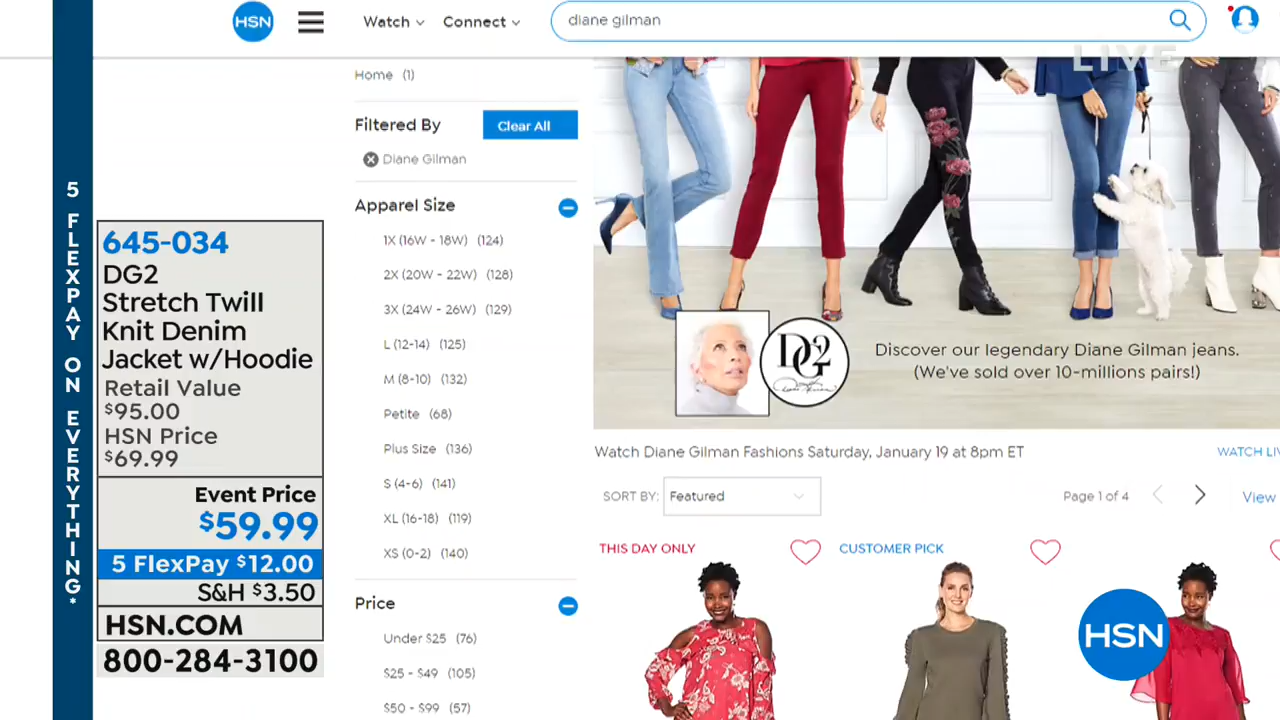 HSN
Watch
Connect
diane gilman
LIVE
5 FLEXPAY ON EVERYTHING.*
645-034
DG2
Stretch Twill
Knit Denim
Jacket w/Hoodie
Retail Value
$95.00
HSN Price
$69.99
Event Price
$59.99
5 FlexPay $12.00
S&H $3.50
HSN.COM
800-284-3100
Home (1)
Filtered By
Clear All
Diane Gilman
Apparel Size
1X (16W - 18W) (124)
2X (20W - 22W) (128)
3X (24W - 26W) (129)
L (12-14) (125)
M (8-10) (132)
Petite (68)
Plus Size (136)
S (4-6) (141)
XL (16-18) (119)
XS (0-2) (140)
Price
Under $25 (76)
$25 - $49 (105)
$50 - $99 (57)
DG2
Discover our legendary Diane Gilman jeans.
(We've sold over 10-millions pairs!)
Watch Diane Gilman Fashions Saturday, January 19 at 8pm ET
WATCH
SORT BY: Featured
Page 1 of 4
View
THIS DAY ONLY
CUSTOMER PICK
HSN